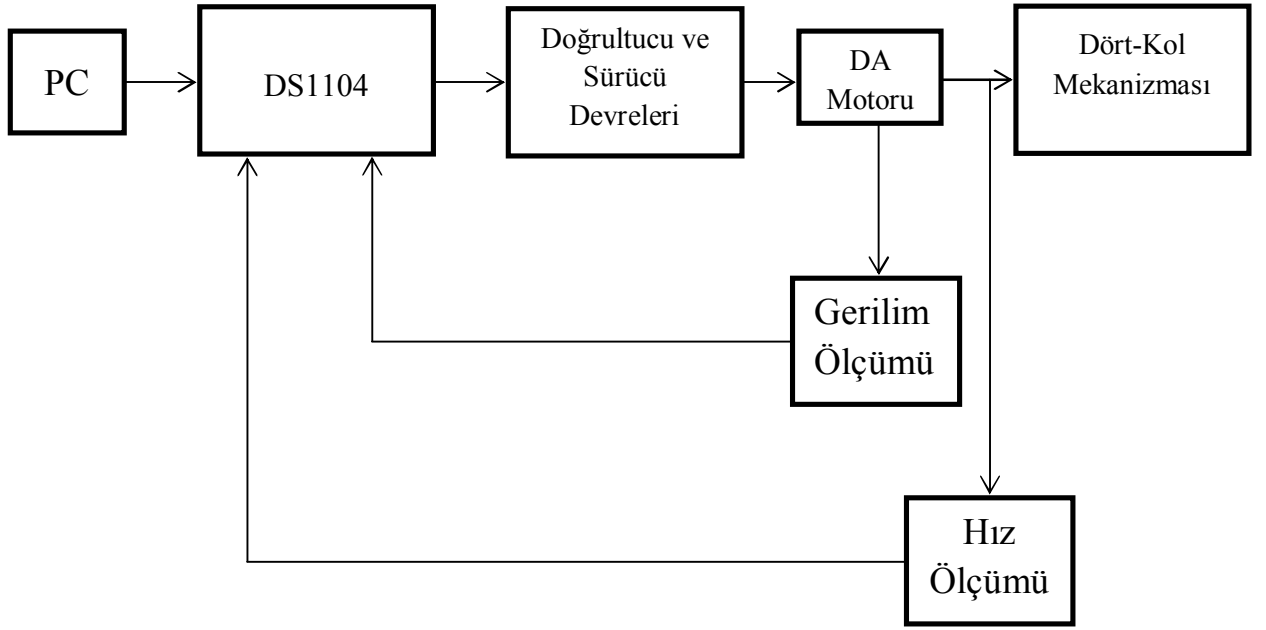 PC
DS1104
Doğrultucu ve
Sürücü
Devreleri
DA
Motoru
Dört-Kol
Mekanizması
Gerilim
Ölçümü
Hız
Ölçümü